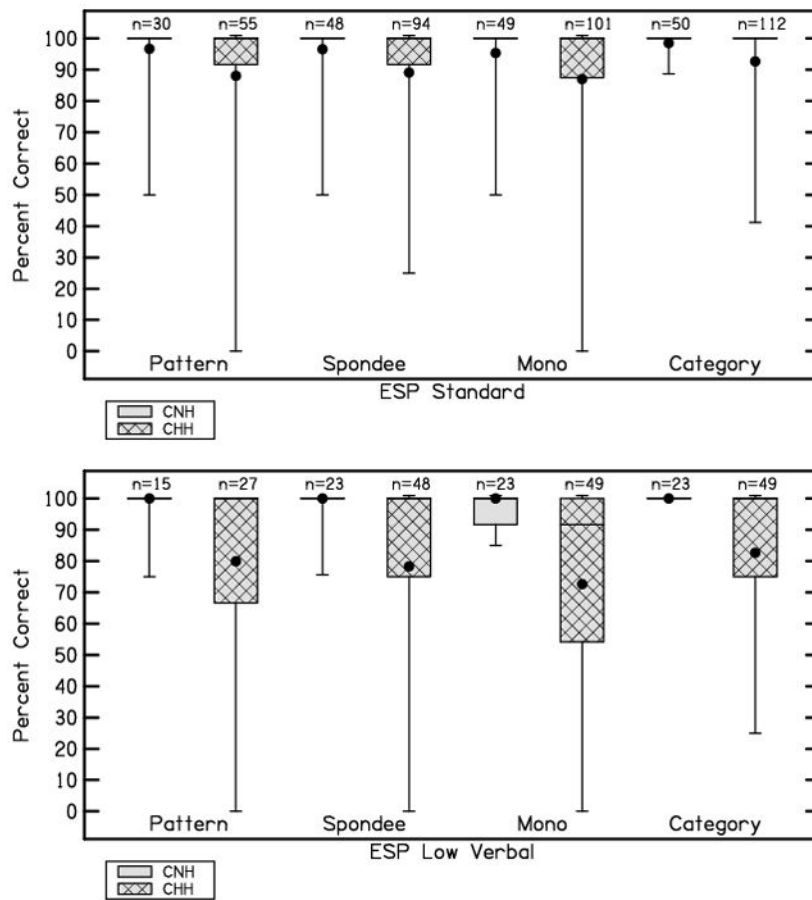 n=30 n=55 n=48 n=94 n=49 n=101 n=50 n=112
100
90
80
70
60
50
40
30
20
10
0
Percent Correct
Pattern Spondee Mono Category
ESP Standard
CNH
CHH
n=15 n=27 n=23 n=48 n=23 n=49 n=23 n=49
100
90
80
70
60
50
40
30
20
10
0
Percent Correct
Pattern Spondee Mono Category
ESP Low Verbal
CNH
CHH